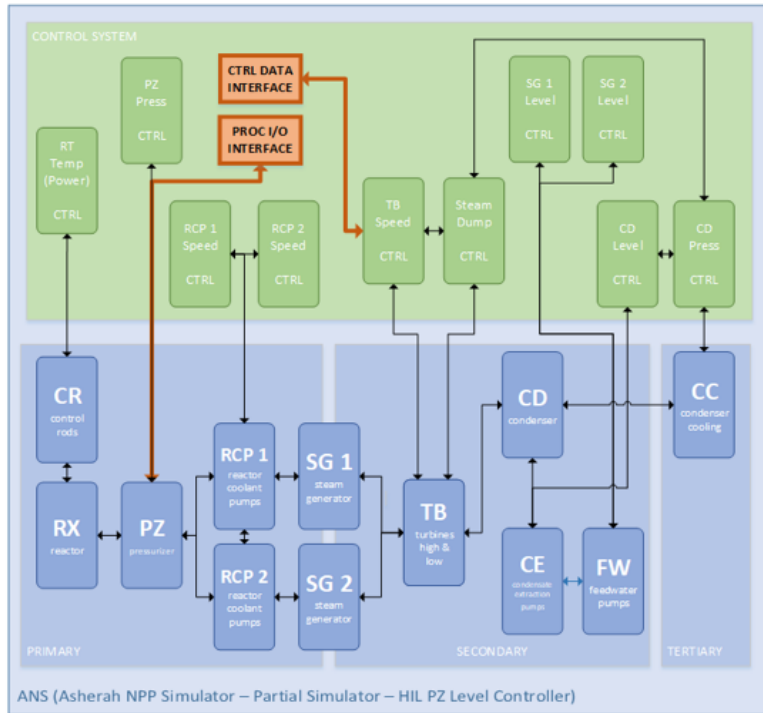 CONTROL SYSTEM
PZ
Press
CTRL
CTRL DATA
INTERFACE
SG 1
Level
CTRL
SG 2
Level
CTRL
RT
Temp
(Power)
CTRL
PROC I/O
INTERFACE
RCP 1
Speed
CTRL
RCP 2
Speed
CTRL
TB
Speed
CTRL
Steam
Dump
CTRL
CD
Level
CTRL
CD
Press
CTRL
CR
control
rods
CD
condenser
CC
condenser
cooling
RCP 1
reactor
coolant
pumps
SG 1
steam
generator
RX
reactor
PZ
pressurizer
TB
turbines
high &
low
RCP 2
reactor
coolant
pumps
SG 2
steam
generator
CE
condensate
extraction
pumps
FW
feedwater
pumps
PRIMARY
SECONDARY
TERTIARY
ANS (Asherah NPP Simulator – Partial Simulator – HIL PZ Level Controller)